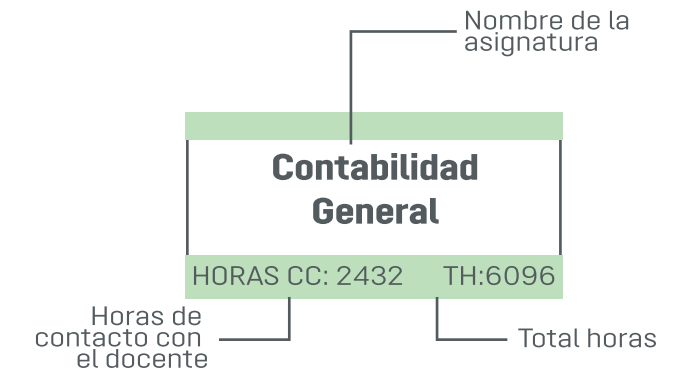 Nombre de la
asignatura
Contabilidad
General
HORAS CC: 2432 TH:6096
Horas de
contacto con
el docente
Total horas